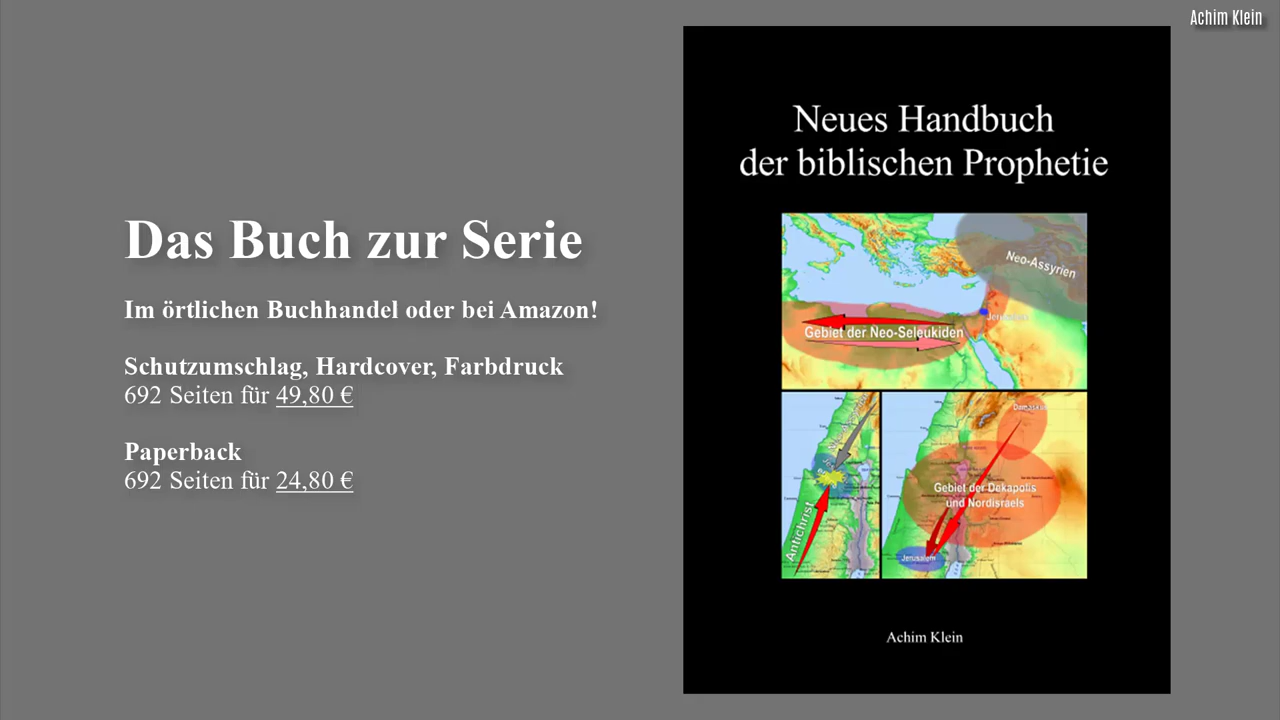 Achim Klein
Das Buch zur Serie
Im örtlichen Buchhandel oder bei Amazon!
Schutzumschlag, Hardcover, Farbdruck
692 Seiten für 49,80 €
Paperback
692 Seiten für 24,80 €
Neues Handbuch
der biblischen Prophetie
Neo-Assyrien
Jerusalem
Gebiet der Neo-Seleukiden
Damaskus
Gebiet der Dekapolis
und Nordisraels
Antichrist
Jerusalem
Achim Klein